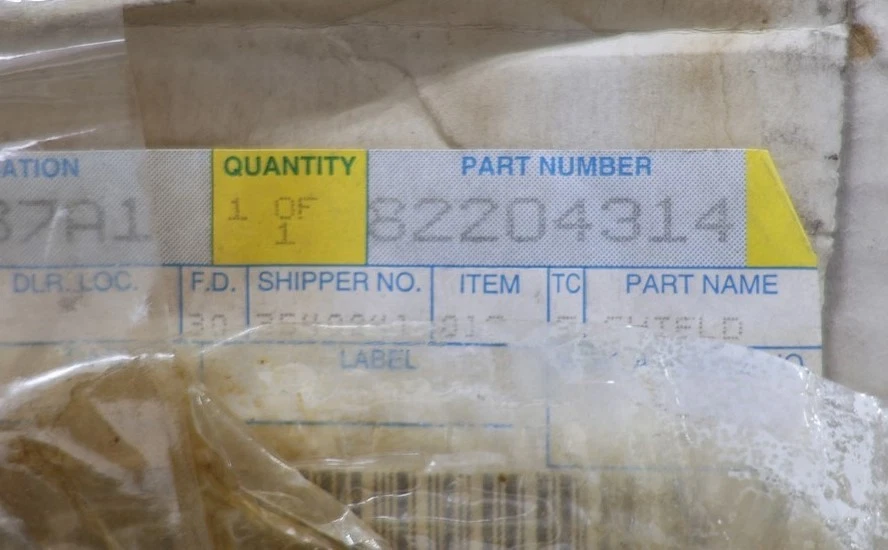 ATION QUANTITY PART NUMBER
37A1 1 OF 1 82204314
DLR. LOC. F.D. SHIPPER NO. ITEM TC PART NAME
30 SHIELD
LABEL